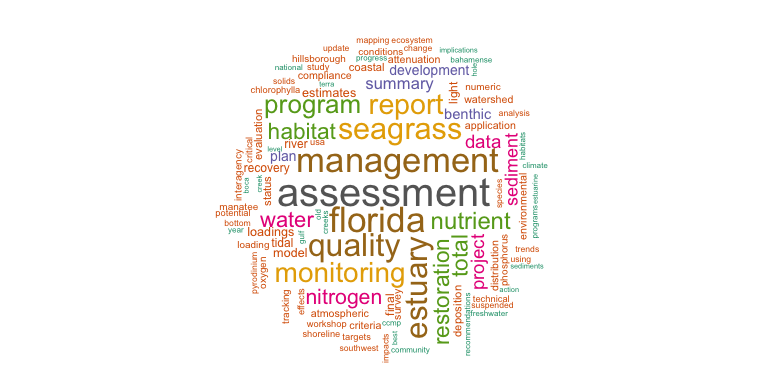 mapping ecosystem
update progress conditions change implications
hillsborough attenuation bahamense
national study coastal development hole
solids terra compliance summary
chlorophylla estimates light numeric
program report watershed
habitat seagrass benthic analysis
evaluation river usa data application
critical level plan management sediment habitats
interagency recovery climate
boca creek status assessment species environmental estuarine
manatee
potential water old florida nutrient programs
bottom creeks
year loadings gulf quality estuary restoration total project distribution phosphorus
loading tidal trends
model using
pyrodinium oxygen monitoring sediments
action
tracking effects nitrogen final survey deposition recommendations technical
suspended
atmospheric freshwater
workshop criteria ccmp
shoreline targets best
southwest impacts community